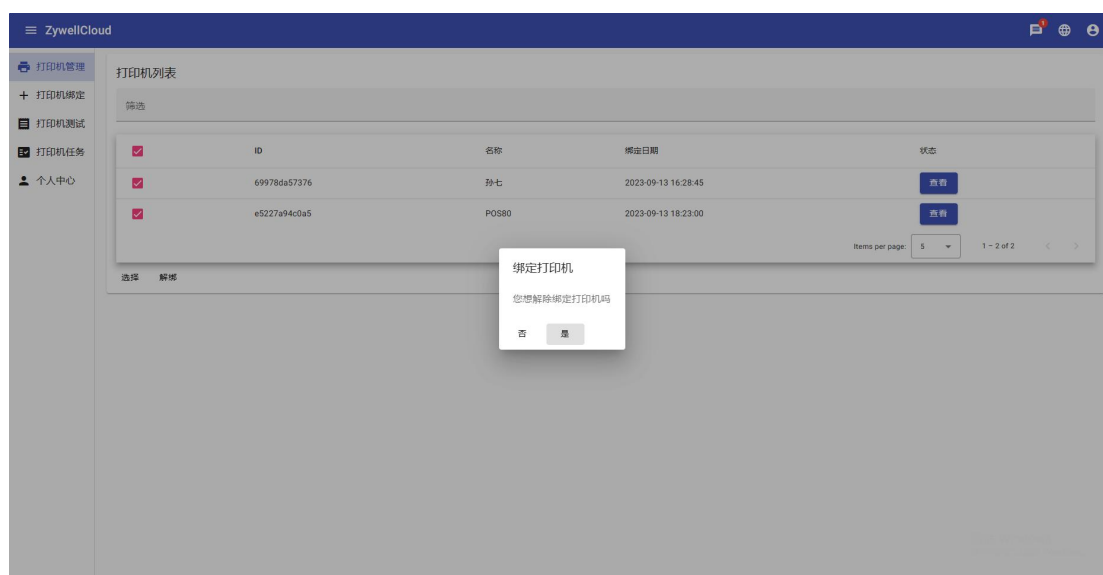 ZywellCloud
1
打印机管理
打印机绑定
打印机测试
打印机任务
个人中心
打印机列表
筛选
ID 名称 绑定日期 状态
69978da57376 孙七 2023-09-13 16:28:45 查看
e5227a94c0a5 POS80 2023-09-13 18:23:00 查看
Items per page: 5 1 – 2 of 2
选择 解绑
绑定打印机
您想解除绑定打印机吗
否 是